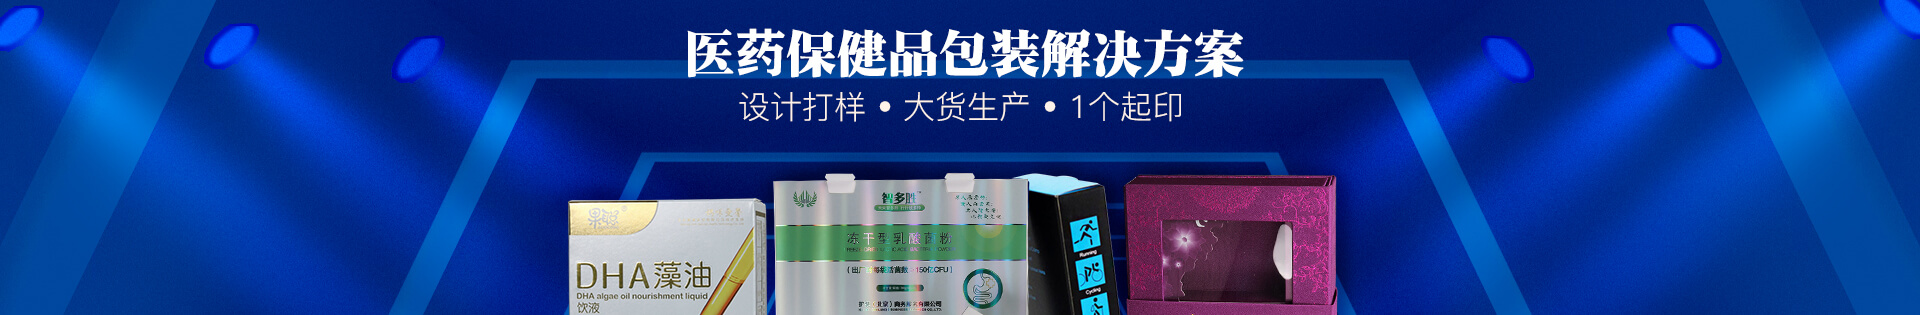 医药保健品包装解决方案
设计打样 • 大货生产 • 1个起印
DHA藻油
DHA algae oil nourishment liquid
饮液
智多胜
冻干型乳酸菌粉
Running
Cycling